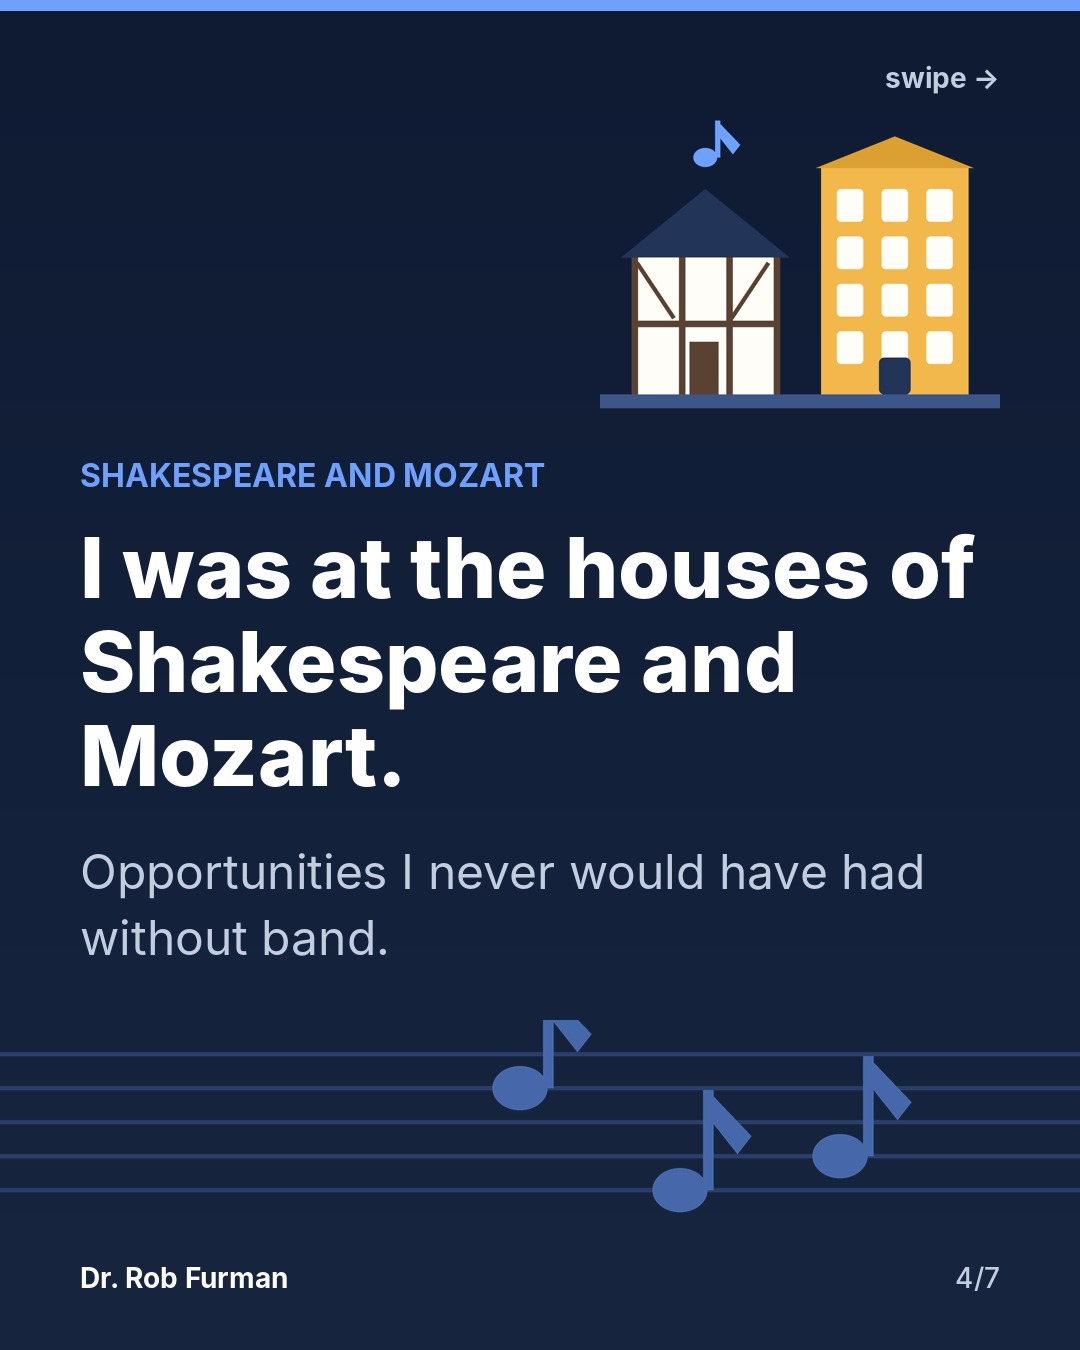 swipe →
SHAKESPEARE AND MOZART
I was at the houses of
Shakespeare and
Mozart.
Opportunities I never would have had
without band.
Dr. Rob Furman
4/7